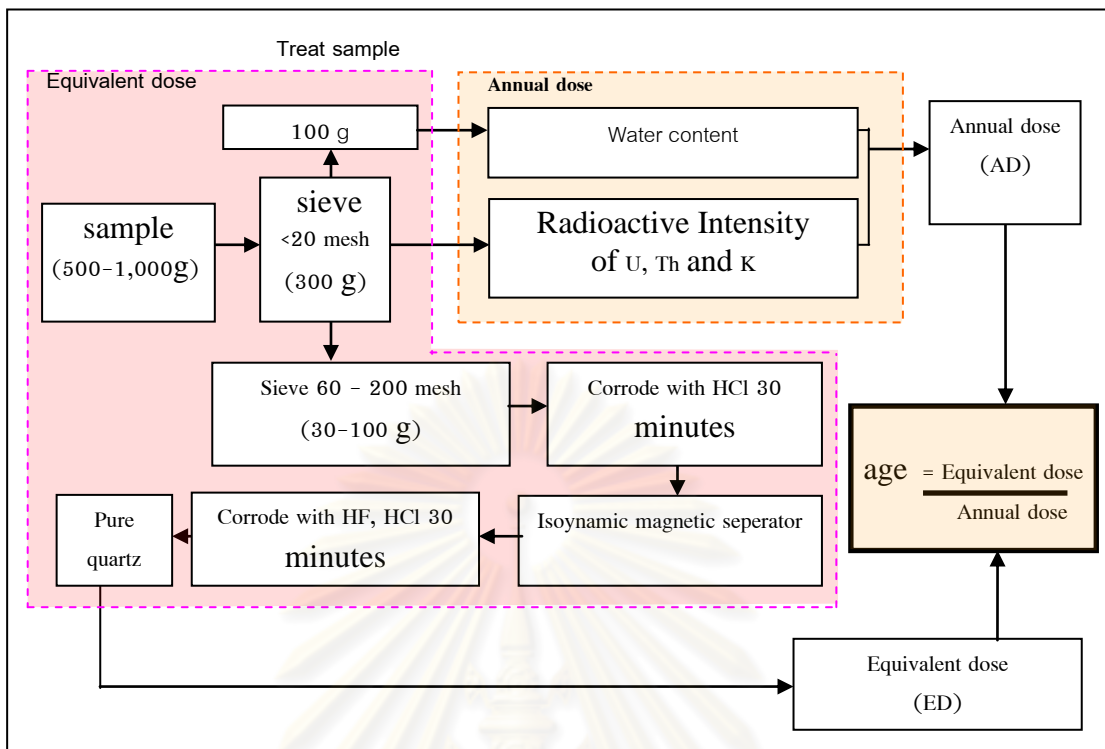 Treat sample
Equivalent dose
Annual dose
100 g
Water content
Annual dose
(AD)
sample
(500-1,000g)
sieve
<20 mesh
(300 g)
Radioactive Intensity
of U, Th and K
Sieve 60 - 200 mesh
(30-100 g)
Corrode with HCl 30
minutes
age = Equivalent dose
Annual dose
Pure
quartz
Corrode with HF, HCl 30
minutes
Isoynamic magnetic seperator
Equivalent dose
(ED)